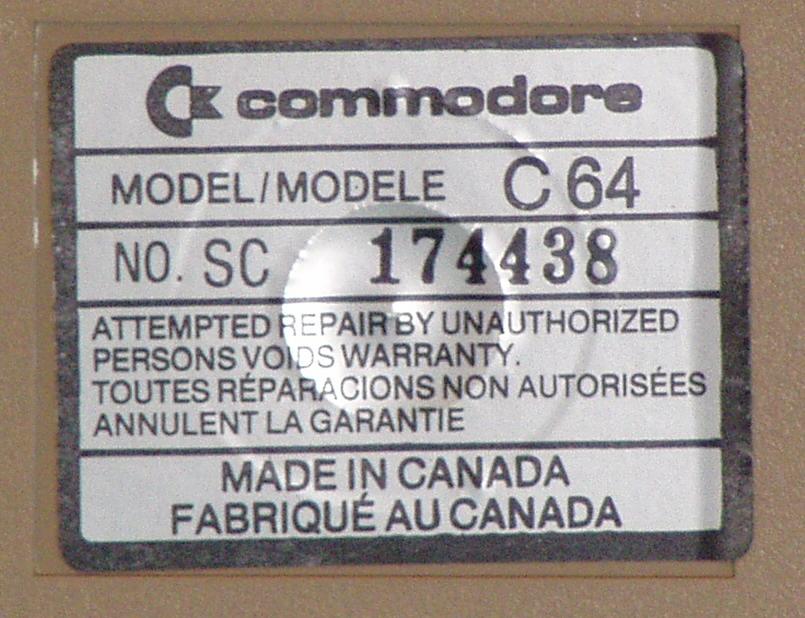 commodore
MODEL/MODELE C 64
NO. SC 174438
ATTEMPTED REPAIR BY UNAUTHORIZED
PERSONS VOIDS WARRANTY.
TOUTES RÉPARACIONS NON AUTORISÉES
ANNULENT LA GARANTIE
MADE IN CANADA
FABRIQUÉ AU CANADA